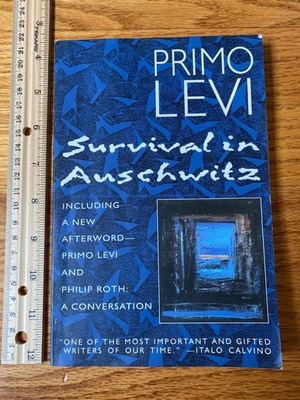 PRIMO
LEVI
Survival in
Auschwitz
INCLUDING
A NEW
AFTERWORD—
PRIMO LEVI
AND
PHILIP ROTH:
A CONVERSATION
"ONE OF THE MOST IMPORTANT AND GIFTED
WRITERS OF OUR TIME." —ITALO CALVINO
FISKARS